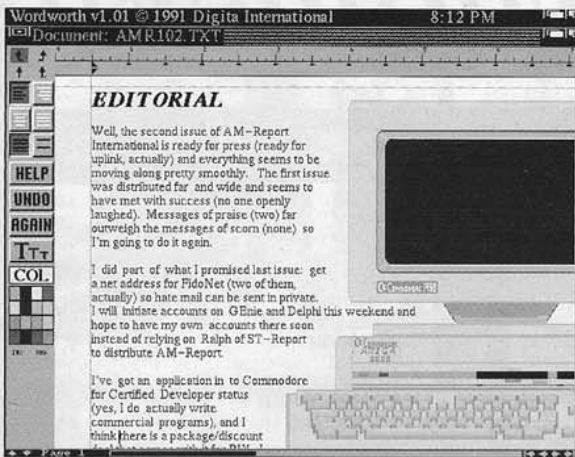 Wordworth v1.01 © 1991 Digita International 8:12 PM
Document: AMR102.TXT
EDITORIAL
Well, the second issue of AM-Report
International is ready for press (ready for
uplink, actually) and everything seems to be
moving along pretty smoothly. The first issue
was distributed far and wide and seems to
have met with success (no one openly
laughed). Messages of praise (two) far
outweigh the messages of scorn (none) so
I'm going to do it again.
I did part of what I promised last issue: get
a net address for FidoNet (two of them,
actually) so hate mail can be sent in private.
I will initiate accounts on GEnie and Delphi this weekend and
hope to have my own accounts there soon
instead of relying on Ralph of ST-Report
to distribute AM-Report.
I've got an application in to Commodore
for Certified Developer status
(yes, I do actually write
commercial programs), and I
think there is a package/discount
HELP
UNDO
AGAIN
TTT
COL
Commodore
AMIGA
Page 1